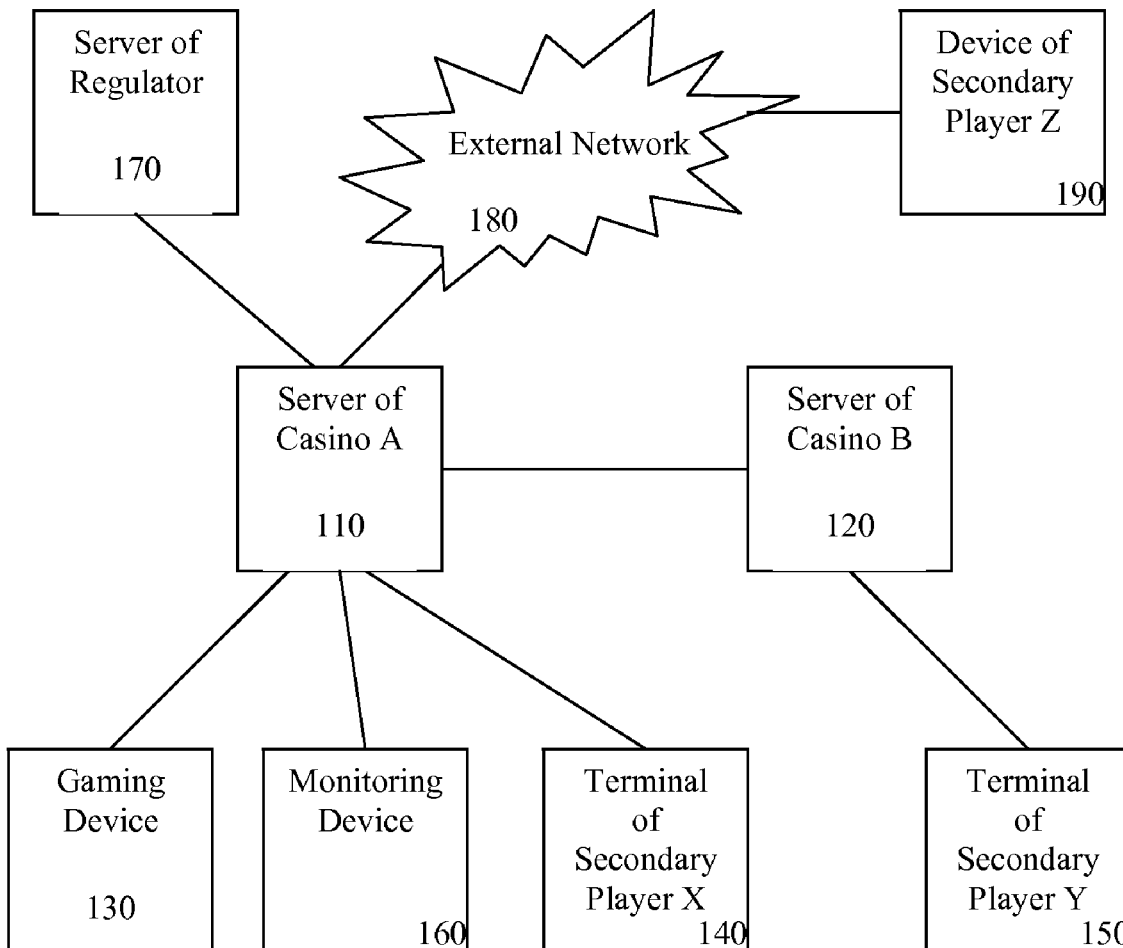 Server of
Regulator
170
External Network
180
Device of
Secondary
Player Z
190
Server of
Casino A
110
Server of
Casino B
120
Gaming
Device
130
Monitoring
Device
160
Terminal
of
Secondary
Player X
140
Terminal
of
Secondary
Player Y
150